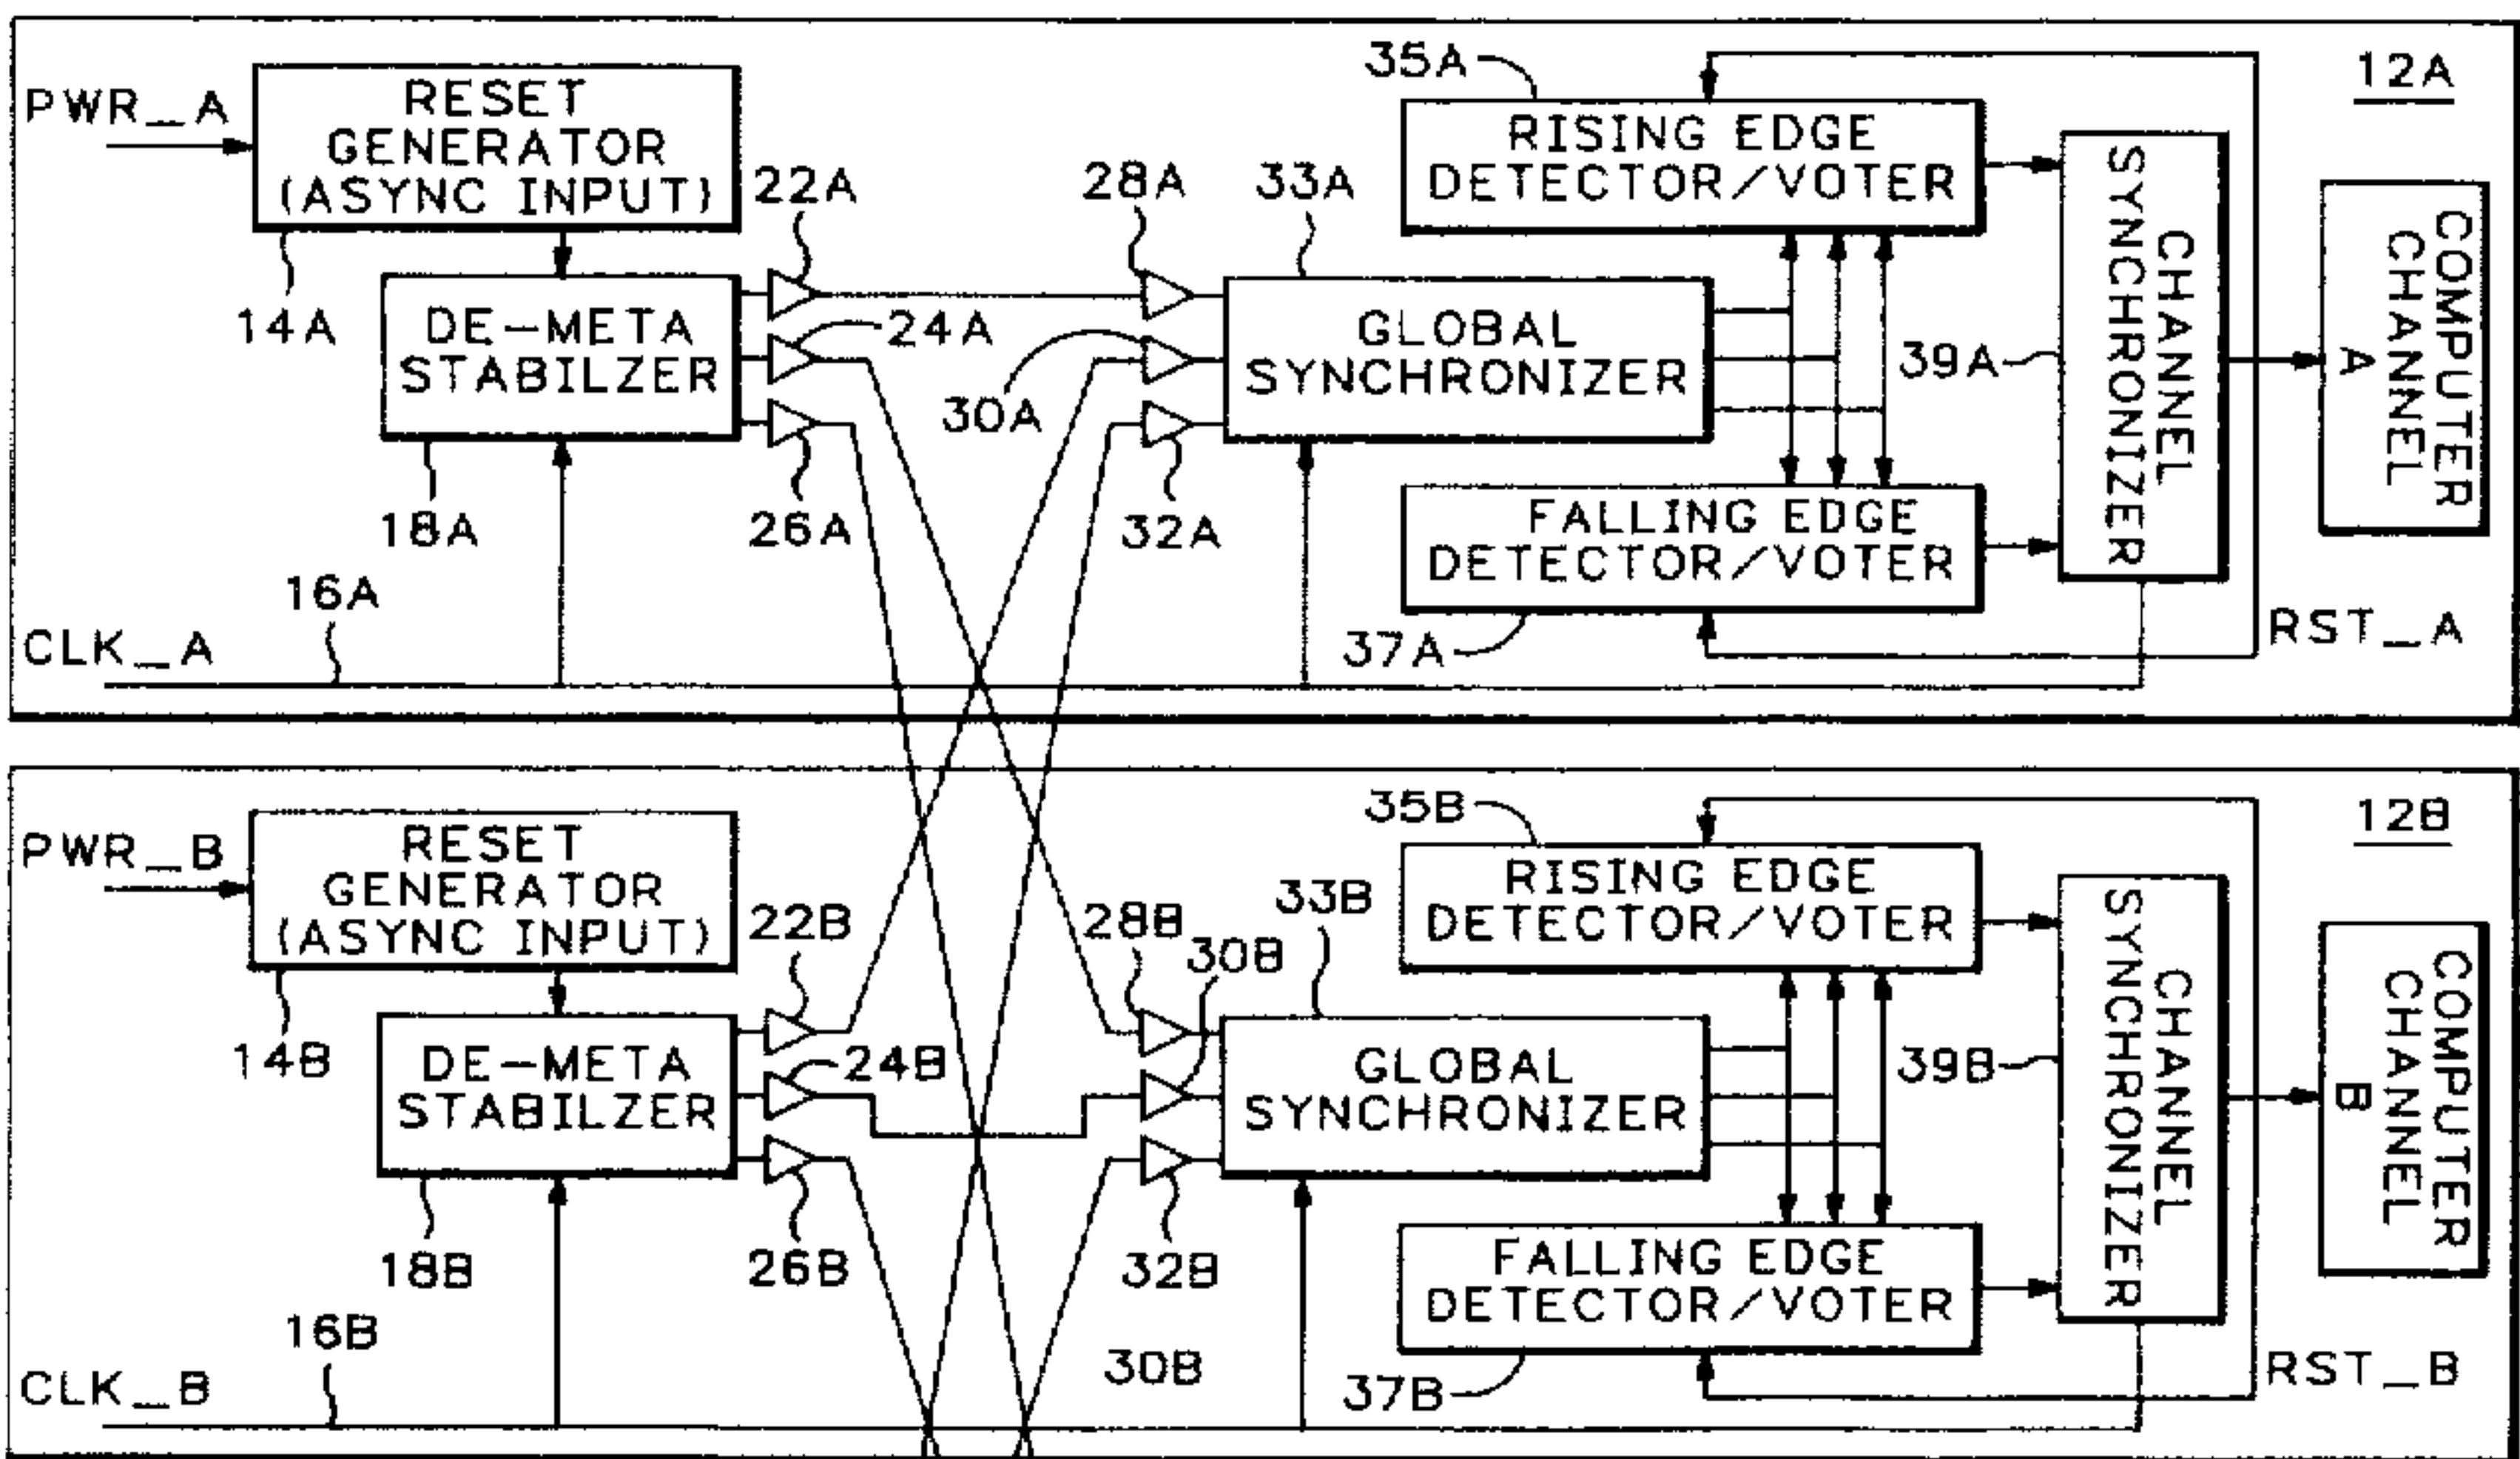 12A
PWR_A
RESET
GENERATOR
(ASYNC INPUT)
14A
DE-META
STABILZER
18A
22A
24A
26A
28A
30A
32A
33A
GLOBAL
SYNCHRONIZER
35A
RISING EDGE
DETECTOR/VOTER
FALLING EDGE
DETECTOR/VOTER
37A
CHANNEL
SYNCHRONIZER
39A
COMPUTER
CHANNEL
A
RST_A
16A
CLK_A
12B
PWR_B
RESET
GENERATOR
(ASYNC INPUT)
14B
DE-META
STABILZER
18B
22B
24B
26B
28B
30B
32B
30B
33B
GLOBAL
SYNCHRONIZER
35B
RISING EDGE
DETECTOR/VOTER
FALLING EDGE
DETECTOR/VOTER
37B
CHANNEL
SYNCHRONIZER
39B
COMPUTER
CHANNEL
B
RST_B
16B
CLK_B